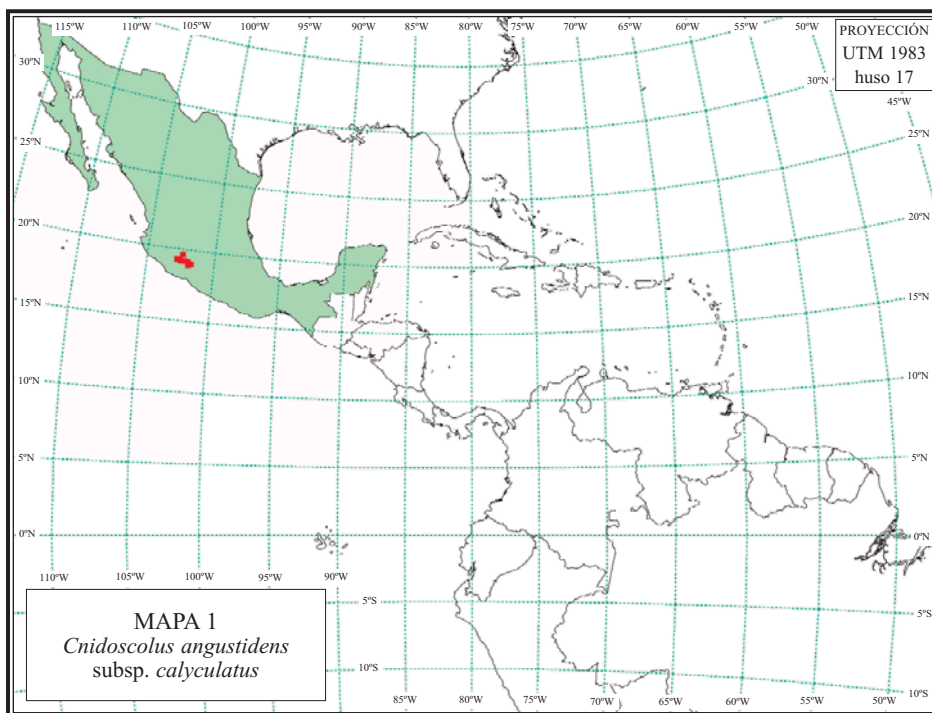 115ºW 110ºW 105ºW 100ºW 95ºW 90ºW 85ºW 80ºW 75ºW 70ºW 65ºW 60ºW 55ºW 50ºW
PROYECCIÓN
UTM 1983
huso 17
30ºN
30ºN
45ºW
25ºN
25ºN
20ºN
20ºN
15ºN
15ºN
10ºN
10ºN
5ºN
5ºN
0ºN
0ºN
110ºW 105ºW 100ºW 95ºW 90ºW
5ºS
5ºS
MAPA 1
Cnidoscolus angustidens
subsp. calyculatus
10ºS
10ºS
85ºW 80ºW 75ºW 70ºW 65ºW 60ºW 55ºW 50ºW